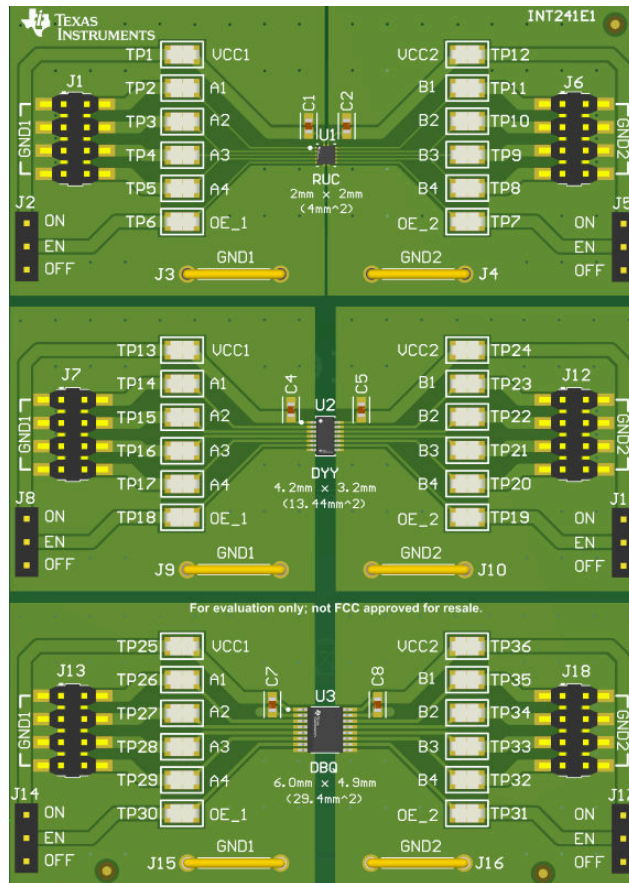 TEXAS INSTRUMENTS
INT241E1
TP1 VCC1
VCC2 TP12
J1
TP2 A1
C1
C2
B1 TP11
J6
TP3 A2
U1
B2 TP10
GND1
TP4 A3
B3 TP9
GND2
RUC
2mm × 2mm
(4mm^2)
TP5 A4
B4 TP8
J2
TP6 OE_1
OE_2 TP7
J5
ON
EN
OFF
ON
EN
OFF
J3 GND1
GND2 J4
TP13 VCC1
VCC2 TP24
J7
TP14 A1
C4
C5
B1 TP23
J12
TP15 A2
U2
B2 TP22
GND1
TP16 A3
B3 TP21
GND2
DYY
4.2mm × 3.2mm
(13.44mm^2)
TP17 A4
B4 TP20
J8
TP18 OE_1
OE_2 TP19
ON
EN
OFF
ON
EN
OFF
J9 GND1
GND2 J10
For evaluation only; not FCC approved for resale.
TP25 VCC1
VCC2 TP36
J13
TP26 A1
C7
C8
B1 TP35
J18
TP27 A2
U3
B2 TP34
GND1
TP28 A3
B3 TP33
GND2
DBQ
6.0mm × 4.9mm
(29.4mm^2)
TP29 A4
B4 TP32
J14
TP30 OE_1
OE_2 TP31
J17
ON
EN
OFF
ON
EN
OFF
J15 GND1
GND2 J16